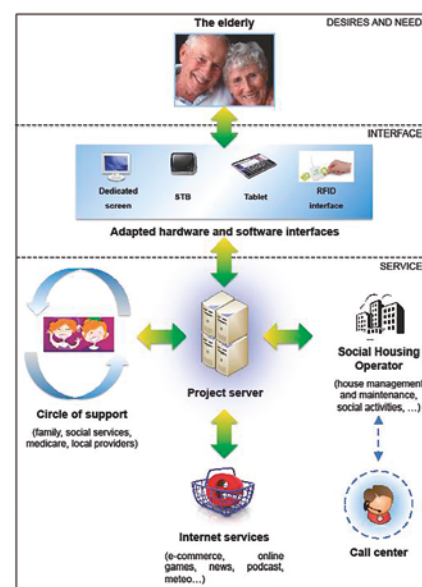 The elderly
DESIRES AND NEED
INTERFACE
Dedicated
screen
STB
Tablet
RFID
interface
Adapted hardware and software interfaces
SERVICE
Project server
Circle of support
(family, social services,
medicare, local providers)
Social Housing
Operator
(house management
and maintenance,
social activities, ...)
Internet services
(e-commerce, online
games, news, podcast,
meteo...)
Call center